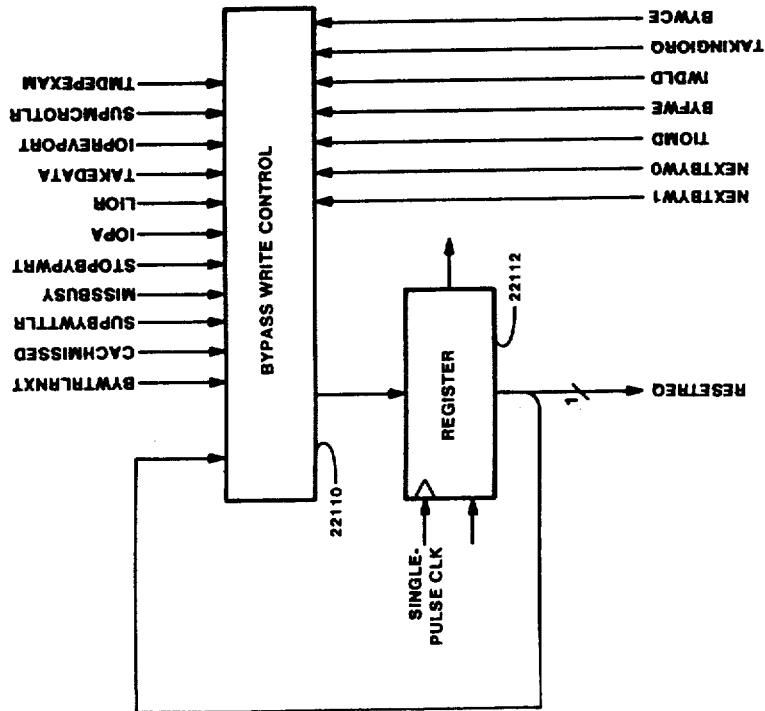 TMDEPEXAM
SUPMCROTLR
IOPREVPORT
TAKEDATA
LIOR
IOPA
STOPBYPWRT
MISSBUSY
SUPBYWTTLR
CACHMISSED
BYWTRLRNXT
BYPASS WRITE CONTROL
22110
BYWCE
TAKINGIORQ
IWDLD
BYFWE
TIOMD
NEXTBYW0
NEXTBYW1
REGISTER
22112
SINGLE-
PULSE CLK
1
RESETREQ